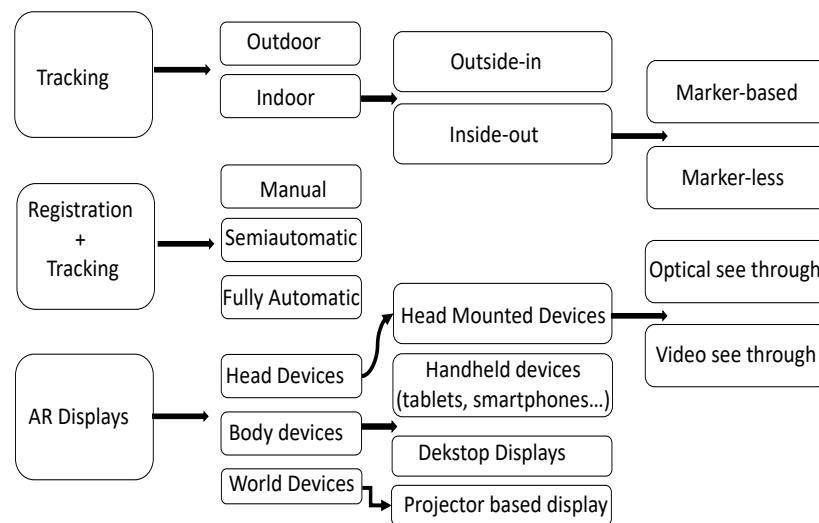 Tracking
Outdoor
Indoor
Outside-in
Inside-out
Marker-based
Marker-less
Registration
+
Tracking
Manual
Semiautomatic
Fully Automatic
AR Displays
Head Devices
Body devices
World Devices
Head Mounted Devices
Handheld devices
(tablets, smartphones...)
Dekstop Displays
Projector based display
Optical see through
Video see through